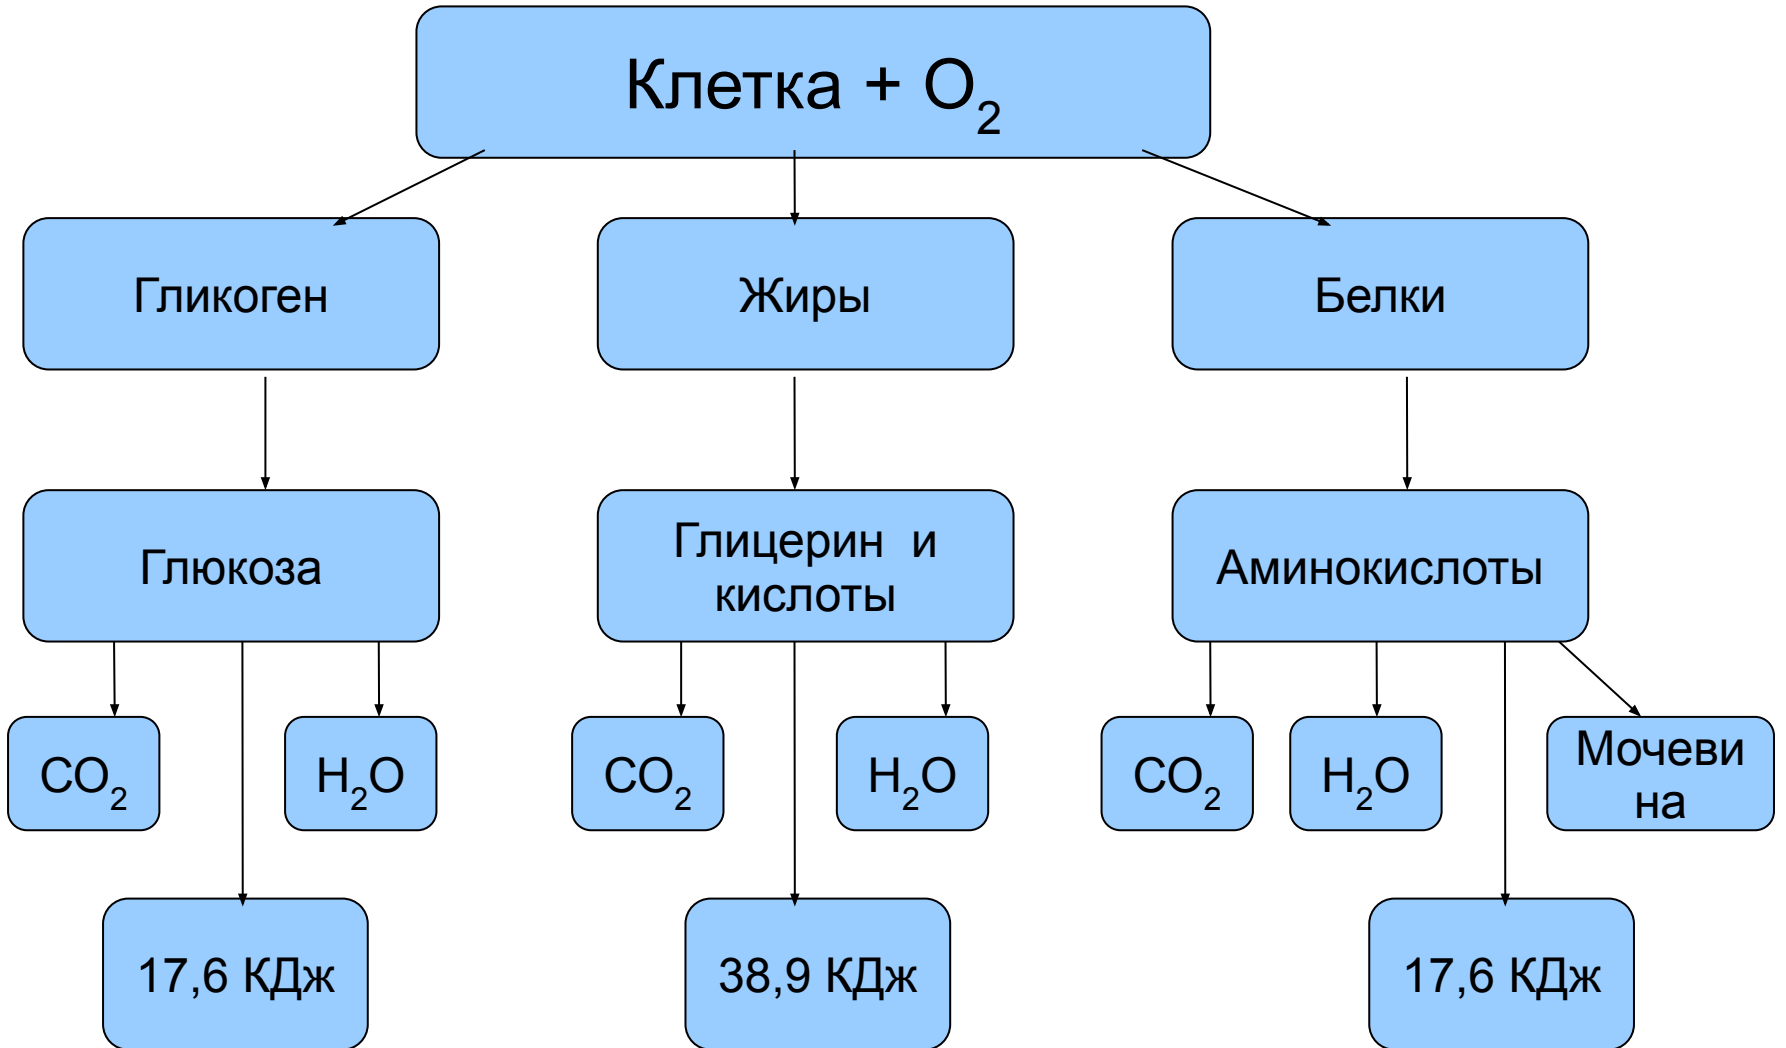 Клетка + O₂
Гликоген
Жиры
Белки
Глюкоза
Глицерин и
кислоты
Аминокислоты
CO₂
H₂O
CO₂
H₂O
CO₂
H₂O
Мочеви
на
17,6 КДж
38,9 КДж
17,6 КДж